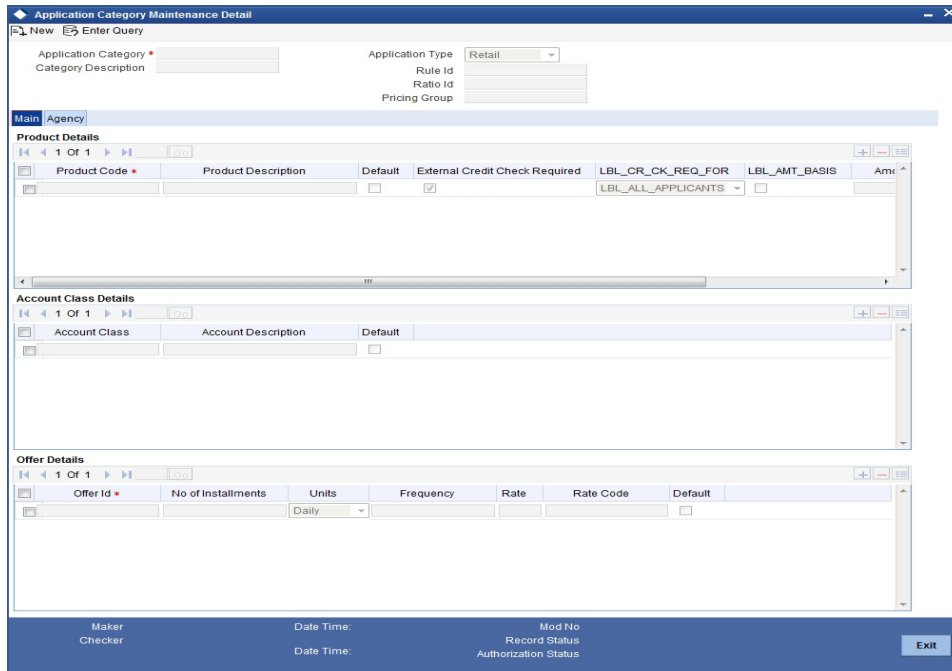 Application Category Maintenance Detail
New Enter Query
Application Category * Application Type Retail
Category Description Rule Id
Ratio Id
Pricing Group
Main Agency
Product Details
1 Of 1 Go
Product Code * Product Description Default External Credit Check Required LBL_CR_CK_REQ_FOR LBL_AMT_BASIS Amo
LBL_ALL_APPLICANTS
Account Class Details
1 Of 1 Go
Account Class Account Description Default
Offer Details
1 Of 1 Go
Offer Id * No of Installments Units Frequency Rate Rate Code Default
Daily
Maker Date Time: Mod No
Checker Record Status
Date Time: Authorization Status
Exit